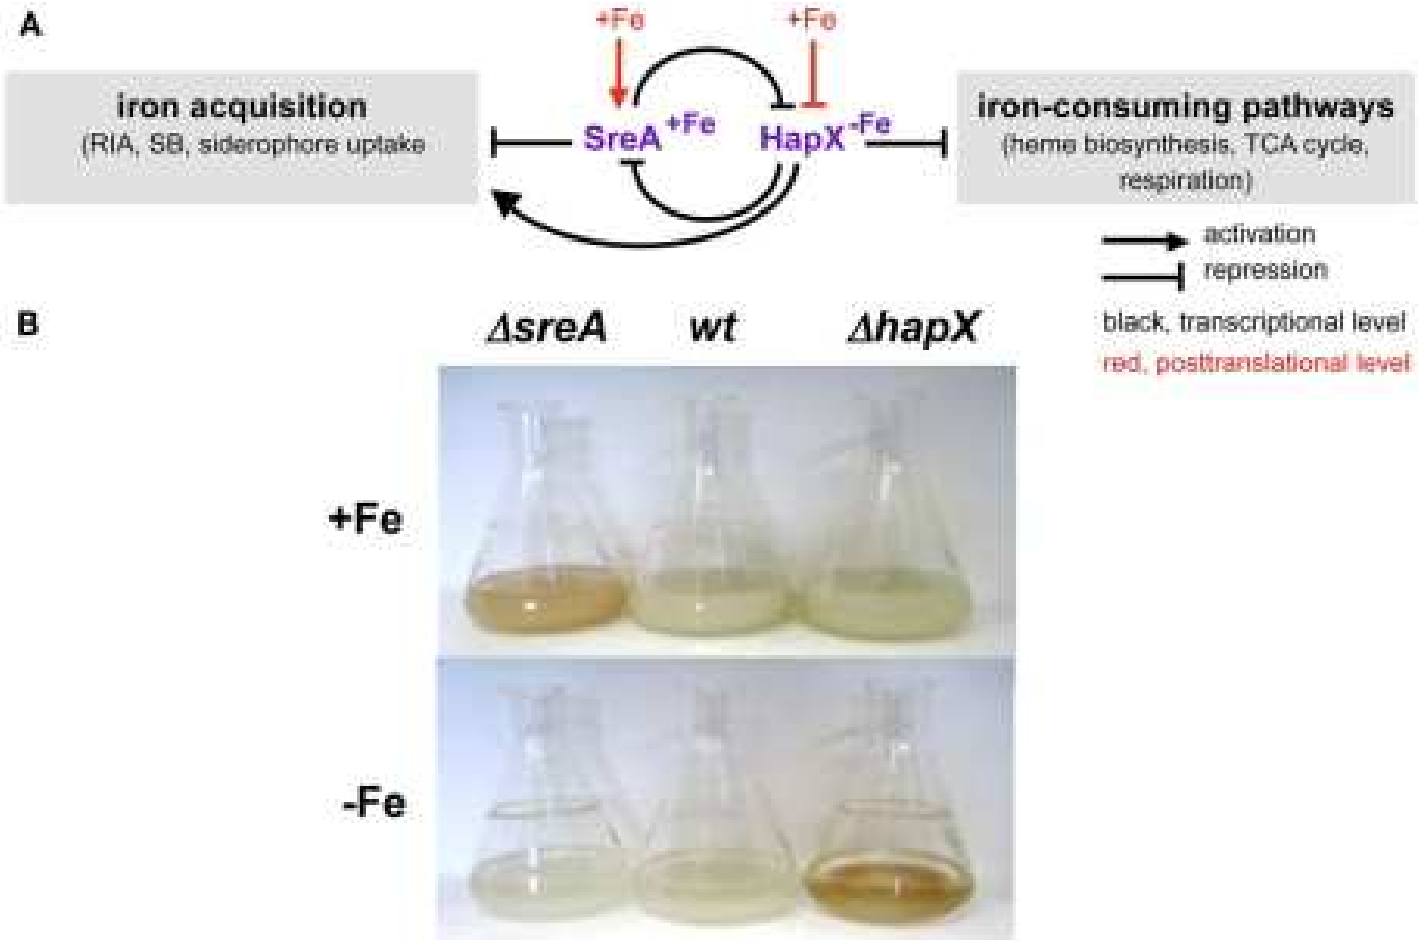 A
+Fe +Fe
iron acquisition
(RIA, SB, siderophore uptake
SreA+Fe HapX-Fe
iron-consuming pathways
(heme biosynthesis, TCA cycle,
respiration)
activation
repression
black, transcriptional level
red, posttranslational level
B
ΔsreA wt ΔhapX
+Fe
-Fe